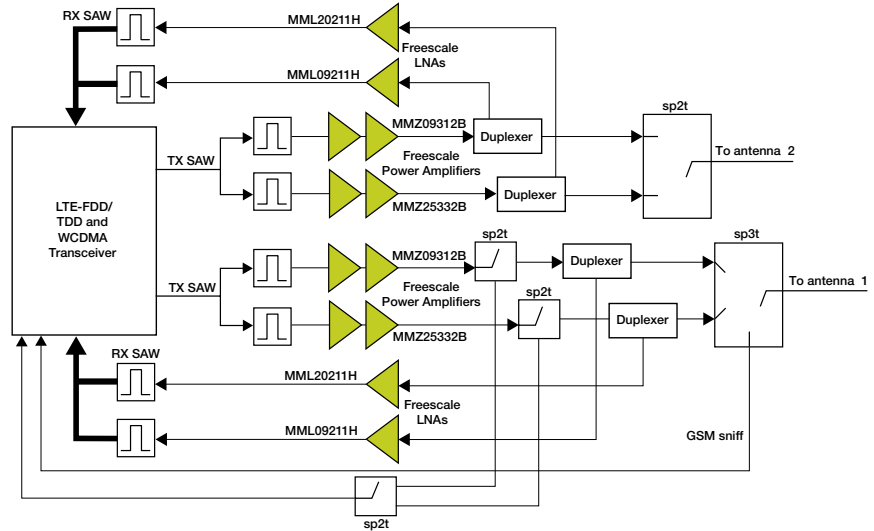 RX SAW
MML20211H
Freescale
LNAs
MML09211H
sp2t
TX SAW
MMZ09312B
Duplexer
To antenna 2
Freescale
Power Amplifiers
Duplexer
MMZ25332B
LTE-FDD/
TDD and
WCDMA
Transceiver
sp2t
sp3t
MMZ09312B
Duplexer
TX SAW
Freescale
Power Amplifiers
sp2t
To antenna 1
Duplexer
MMZ25332B
RX SAW
MML20211H
Freescale
LNAs
MML09211H
GSM sniff
sp2t